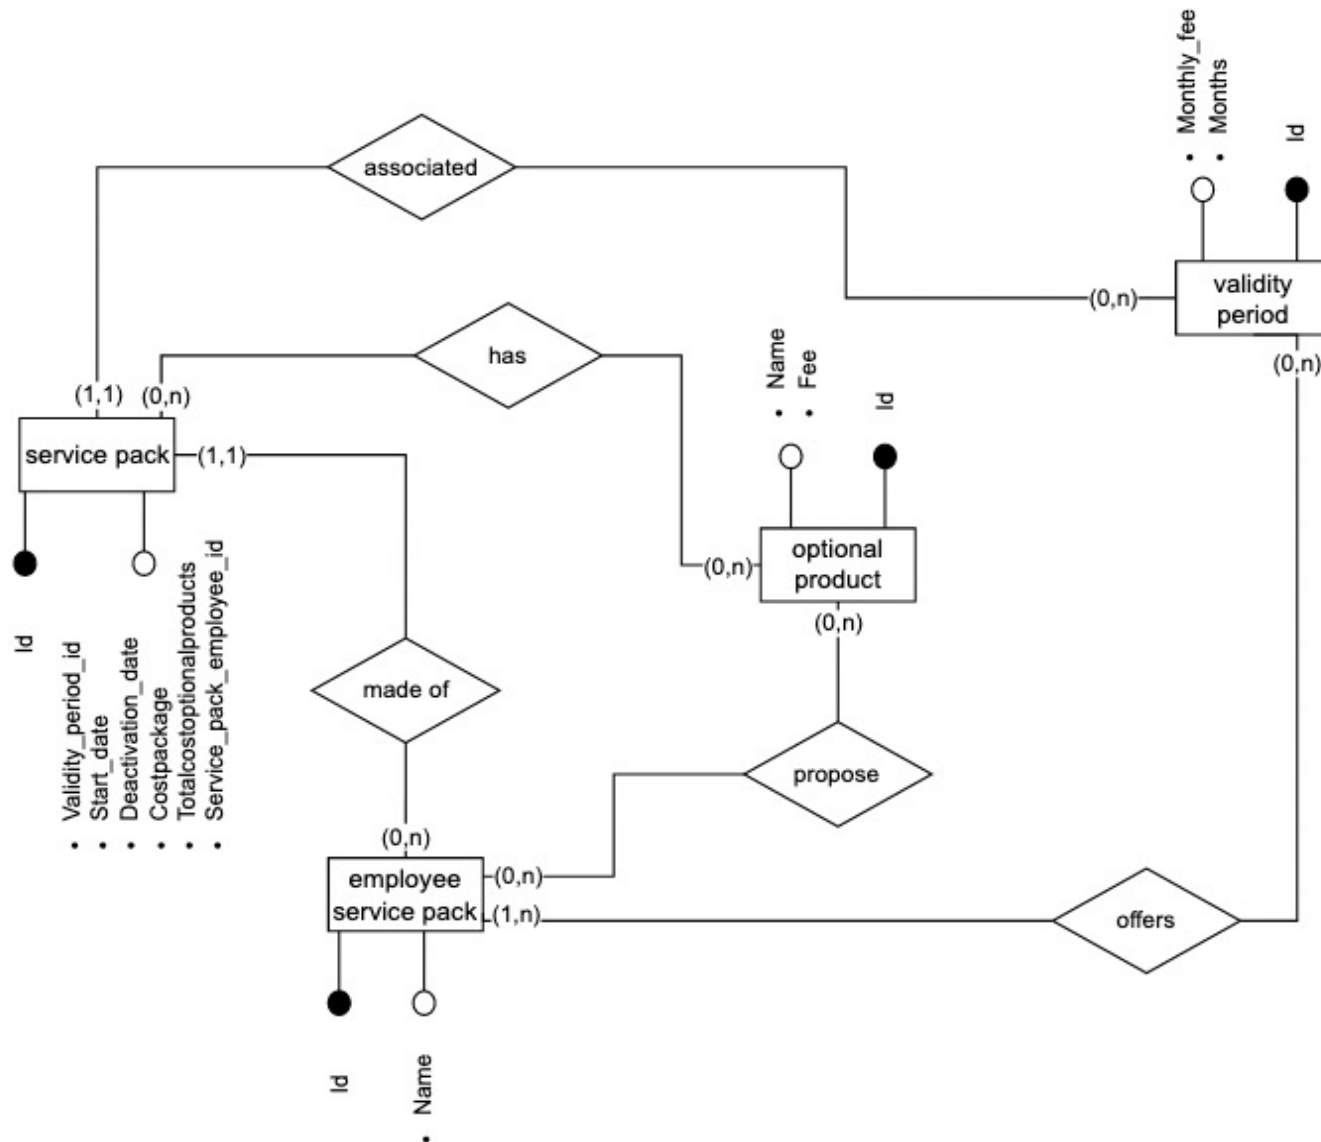 • Monthly_fee
• Months
Id
associated
validity
period
(0,n)
(0,n)
has
• Name
• Fee
Id
(1,1)
(0,n)
service pack
(1,1)
optional
product
(0,n)
(0,n)
Id
• Validity_period_id
• Start_date
• Deactivation_date
• Costpackage
• Totalcostoptionalproducts
• Service_pack_employee_id
made of
propose
(0,n)
employee
service pack
(0,n)
(1,n)
offers
Id
• Name